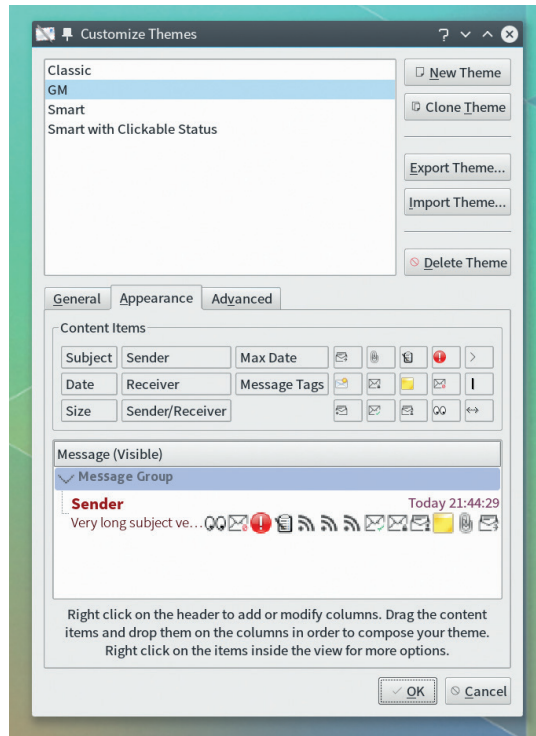 Customize Themes
Classic
GM
Smart
Smart with Clickable Status
New Theme
Clone Theme
Export Theme...
Import Theme...
Delete Theme
General Appearance Advanced
Content Items
Subject Sender Max Date
Date Receiver Message Tags
Size Sender/Receiver
Message (Visible)
Message Group
Sender Today 21:44:29
Very long subject ve...
Right click on the header to add or modify columns. Drag the content
items and drop them on the columns in order to compose your theme.
Right click on the items inside the view for more options.
OK Cancel